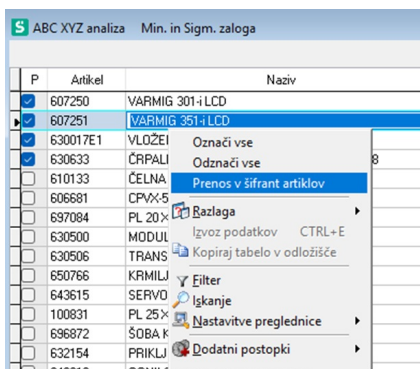 S ABC XYZ analiza Min. in Sigm. zaloga
P Artikel Naziv
607250 VARMIG 301-i LCD
607251 VARMIG 351-i LCD
630017E1 VLOŽE
630633 ČRPALI 8
610133 ČELNA
606681 CPVX-5
697084 PL 20×
630500 MODUL
630506 TRANS
650766 KRMILJ
643615 SERVO
100831 PL 25×
696872 ŠOBA K
632154 PRIKLJ
Označi vse
Odznači vse
Prenos v šifrant artiklov
Razlaga
Izvoz podatkov CTRL+E
Kopiraj tabelo v odložišče
Filter
Iskanje
Nastavitve preglednice
Dodatni postopki